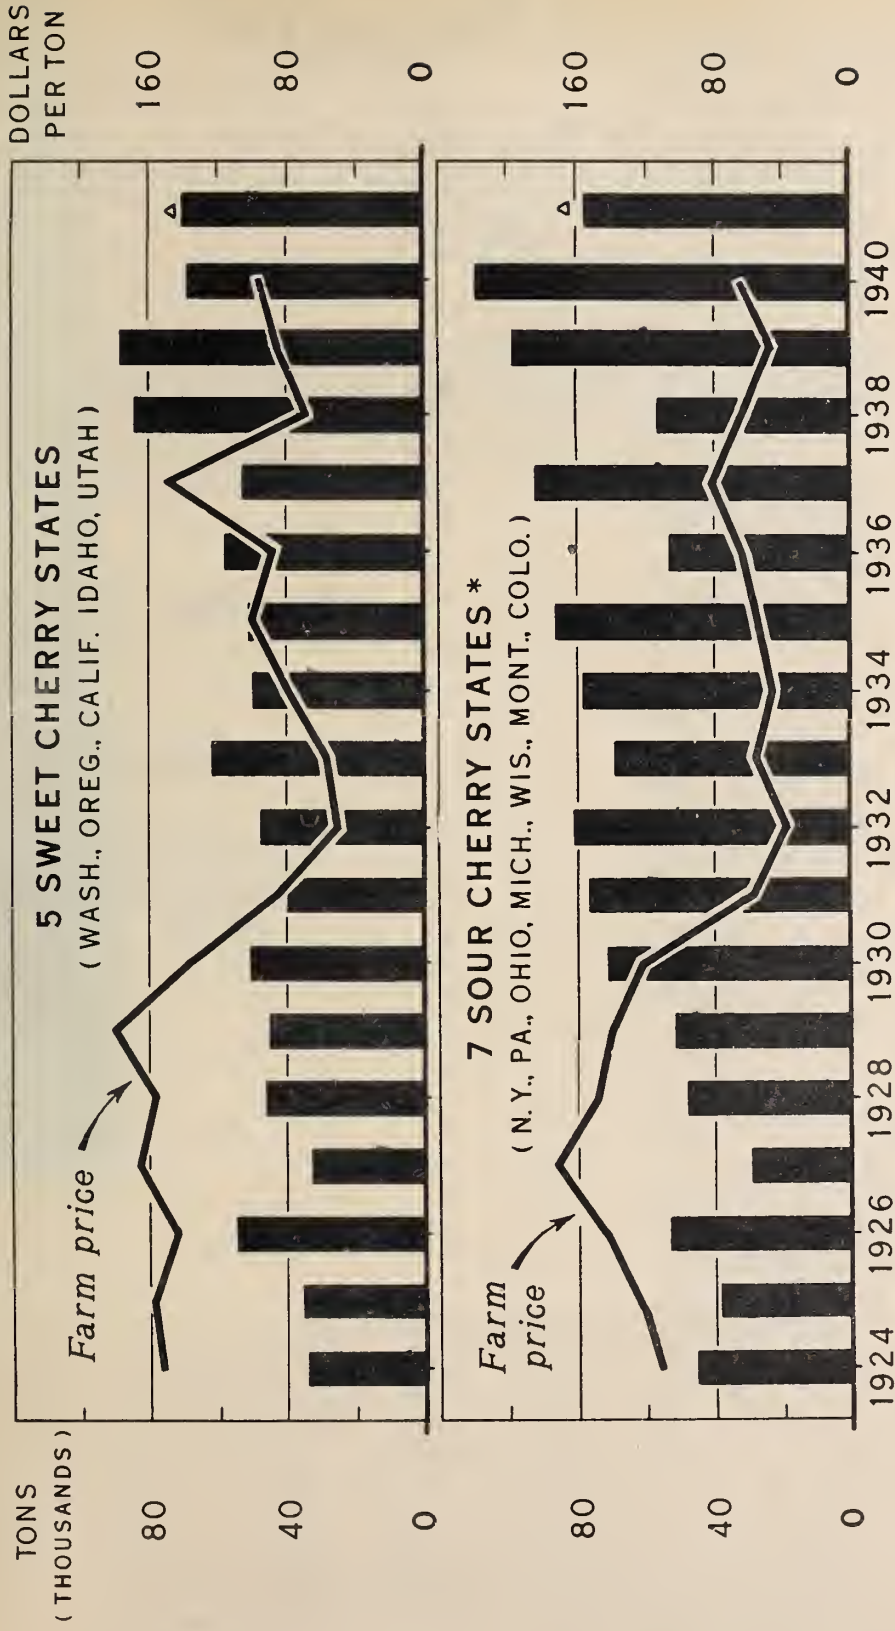 TONS
(THOUSANDS)
DOLLARS
PER TON
5 SWEET CHERRY STATES
(WASH., OREG., CALIF. IDAHO, UTAH)
Farm price
80
40
0
160
80
0
Δ
7 SOUR CHERRY STATES*
(N. Y., PA., OHIO, MICH., WIS., MONT., COLO.)
Farm
price
80
40
0
160
80
0
Δ
1924 1926 1928 1930 1932 1934 1936 1938 1940